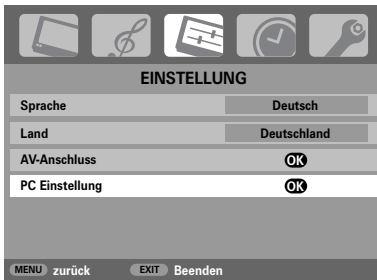 EINSTELLUNG
Sprache Deutsch
Land Deutschland
AV-Anschluss OK
PC Einstellung OK
MENU zurück EXIT Beenden